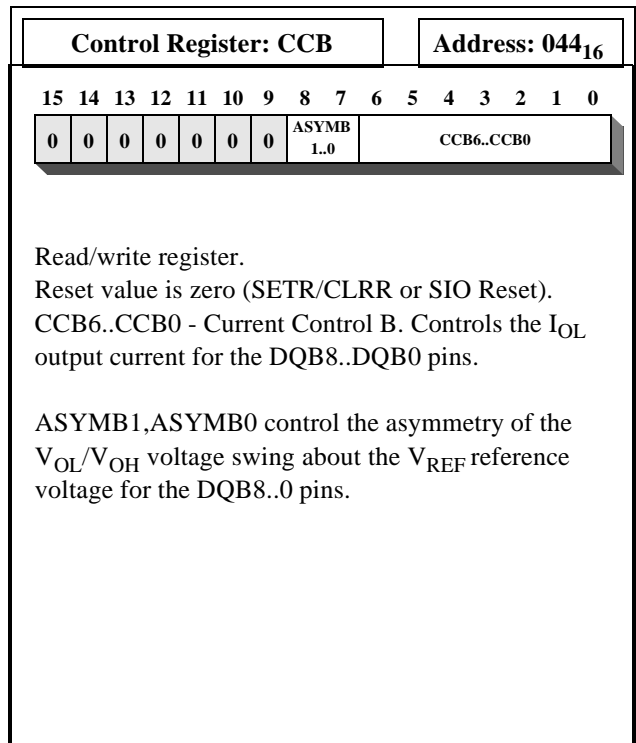 Control Register: CCB
Address: 044₁₆
15 14 13 12 11 10 9 8 7 6 5 4 3 2 1 0
0 0 0 0 0 0 0 ASYMB
1..0
CCB6..CCB0
Read/write register.
Reset value is zero (SETR/CLRR or SIO Reset).
CCB6..CCB0 - Current Control B. Controls the I_OL
output current for the DQB8..DQB0 pins.
ASYMB1,ASYMB0 control the asymmetry of the
V_OL/V_OH voltage swing about the V_REF reference
voltage for the DQB8..0 pins.